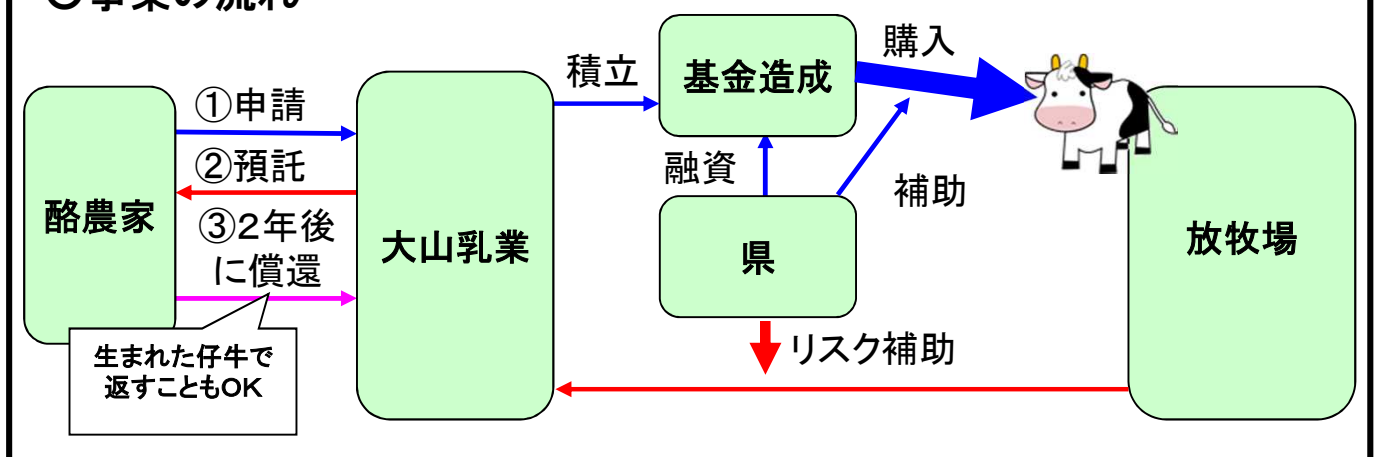 〇事業の流れ
酪農家
①申請
②預託
③2年後
に償還
生まれた仔牛で
返すこともOK
大山乳業
積立
基金造成
融資
県
補助
購入
リスク補助
放牧場